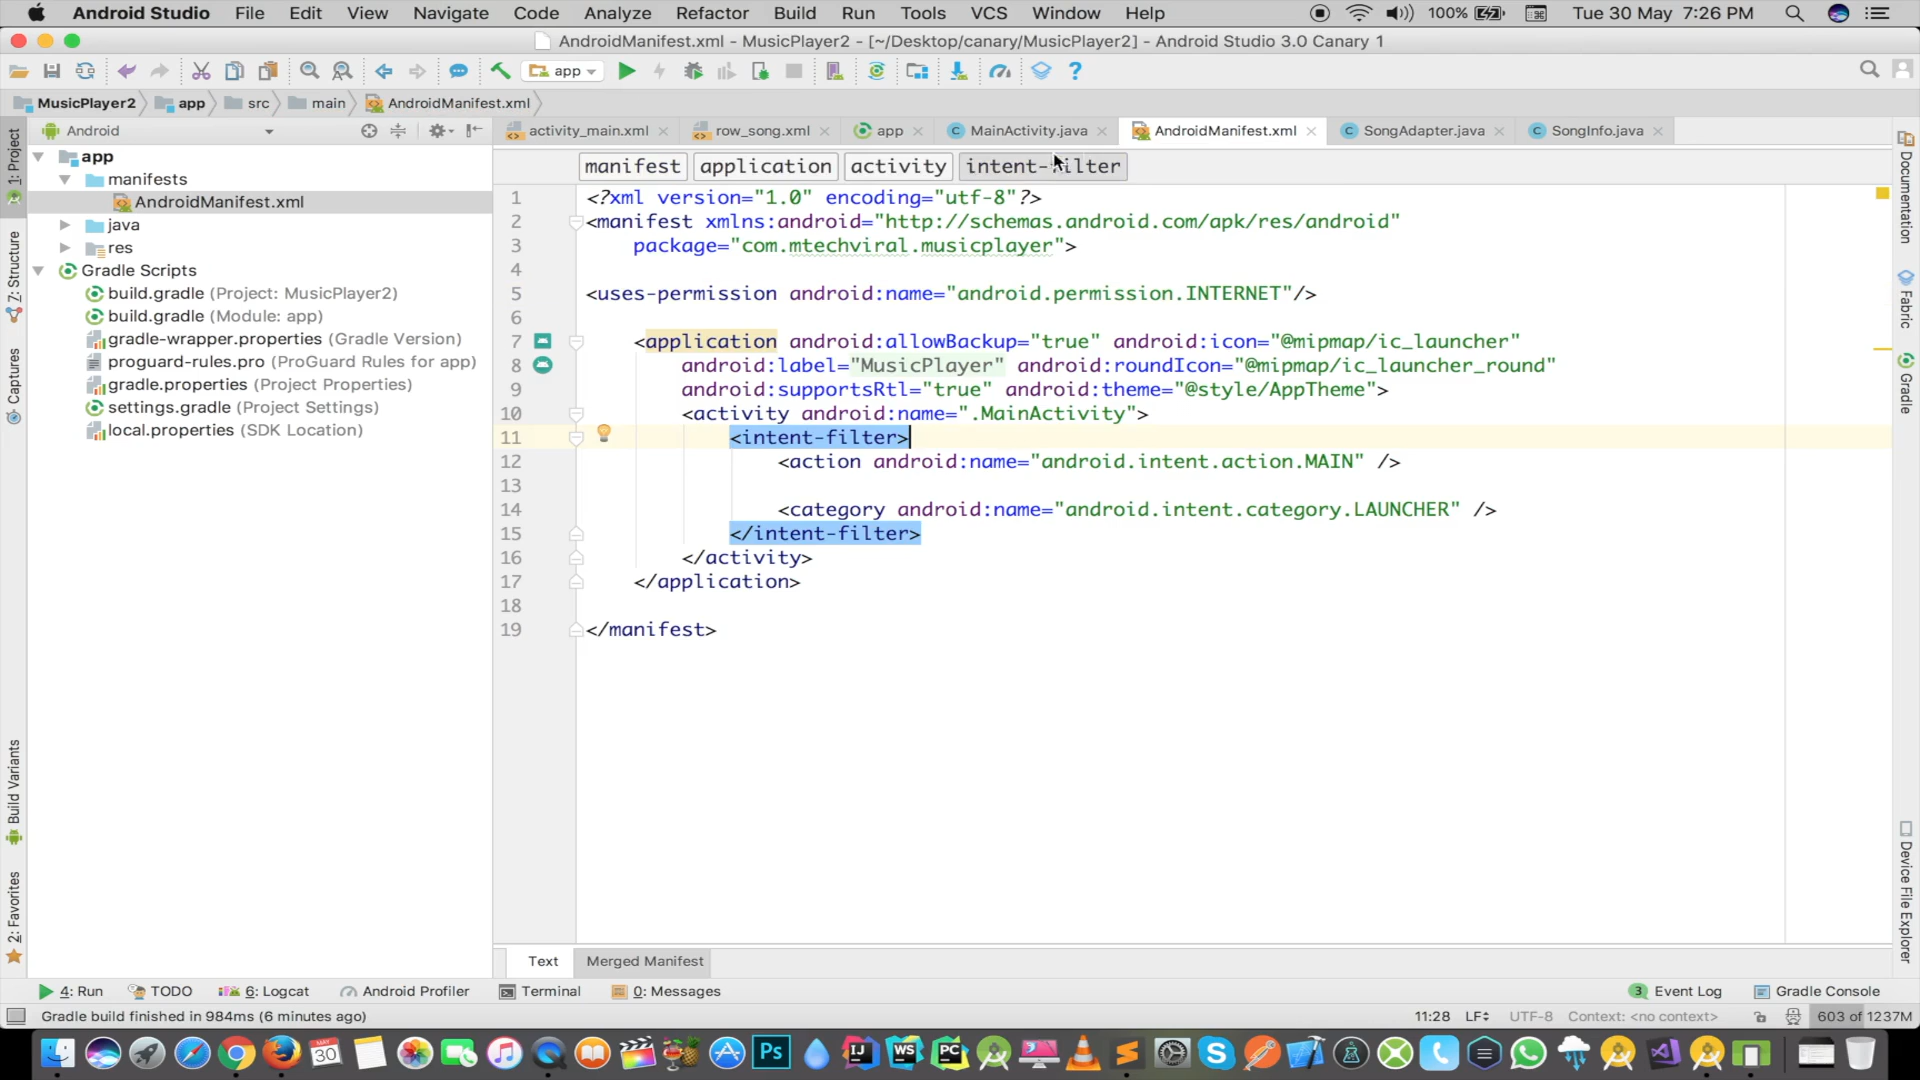 Android Studio File Edit View Navigate Code Analyze Refactor Build Run Tools VCS Window Help 100% Tue 30 May 7:26 PM
AndroidManifest.xml - MusicPlayer2 - [~/Desktop/canary/MusicPlayer2] - Android Studio 3.0 Canary 1
app
MusicPlayer2 app src main AndroidManifest.xml
Android
activity_main.xml row_song.xml app MainActivity.java AndroidManifest.xml SongAdapter.java SongInfo.java
manifest application activity intent-filter
1: Project
Z: Structure
Captures
Build Variants
2: Favorites
app
manifests
AndroidManifest.xml
java
res
Gradle Scripts
build.gradle (Project: MusicPlayer2)
build.gradle (Module: app)
gradle-wrapper.properties (Gradle Version)
proguard-rules.pro (ProGuard Rules for app)
gradle.properties (Project Properties)
settings.gradle (Project Settings)
local.properties (SDK Location)
1 <?xml version="1.0" encoding="utf-8"?>
2 <manifest xmlns:android="http://schemas.android.com/apk/res/android"
3 package="com.mtechviral.musicplayer">
4
5 <uses-permission android:name="android.permission.INTERNET"/>
6
7 <application android:allowBackup="true" android:icon="@mipmap/ic_launcher"
8 android:label="MusicPlayer" android:roundIcon="@mipmap/ic_launcher_round"
9 android:supportsRtl="true" android:theme="@style/AppTheme">
10 <activity android:name=".MainActivity">
11 <intent-filter>
12 <action android:name="android.intent.action.MAIN" />
13
14 <category android:name="android.intent.category.LAUNCHER" />
15 </intent-filter>
16 </activity>
17 </application>
18
19 </manifest>
Documentation
Fabric
Gradle
Device File Explorer
Text Merged Manifest
4: Run TODO 6: Logcat Android Profiler Terminal 0: Messages 3 Event Log Gradle Console
Gradle build finished in 984ms (6 minutes ago) 11:28 LF UTF-8 Context: <no context> 603 of 1237M
MAY 30 Ps IJ WS PC